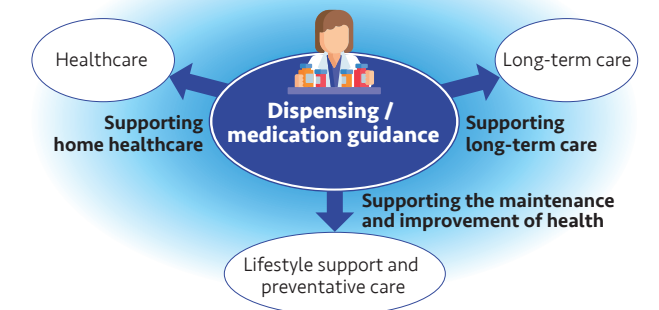 Healthcare
Long-term care
Dispensing /
medication guidance
Supporting
home healthcare
Supporting
long-term care
Supporting the maintenance
and improvement of health
Lifestyle support and
preventative care